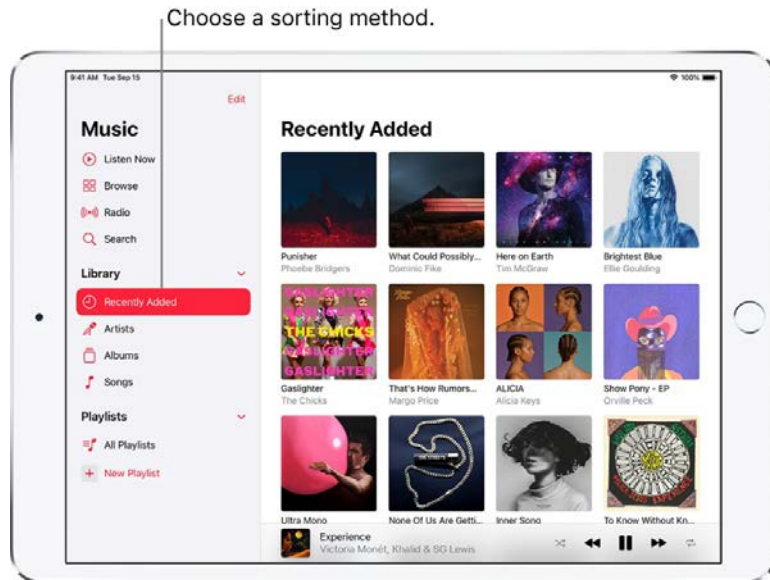 Choose a sorting method.
9:41 AM Tue Sep 15
100%
Edit
Music
Listen Now
Browse
Radio
Search
Library
Recently Added
Artists
Albums
Songs
Playlists
All Playlists
New Playlist
Recently Added
Punisher
Phoebe Bridgers
What Could Possibly...
Dominic Fike
Here on Earth
Tim McGraw
Brightest Blue
Ellie Goulding
GASLIGHTER
GASLIGHTER
THE CHICKS
GASLIGHTER
GASLIGHTER
Gaslighter
The Chicks
That's How Rumors...
Margo Price
ALICIA
Alicia Keys
Show Pony - EP
Orville Peck
Ultra Mono
None Of Us Are Getti...
Inner Song
To Know Without Kn...
Experience
Victoria Monét, Khalid & SG Lewis